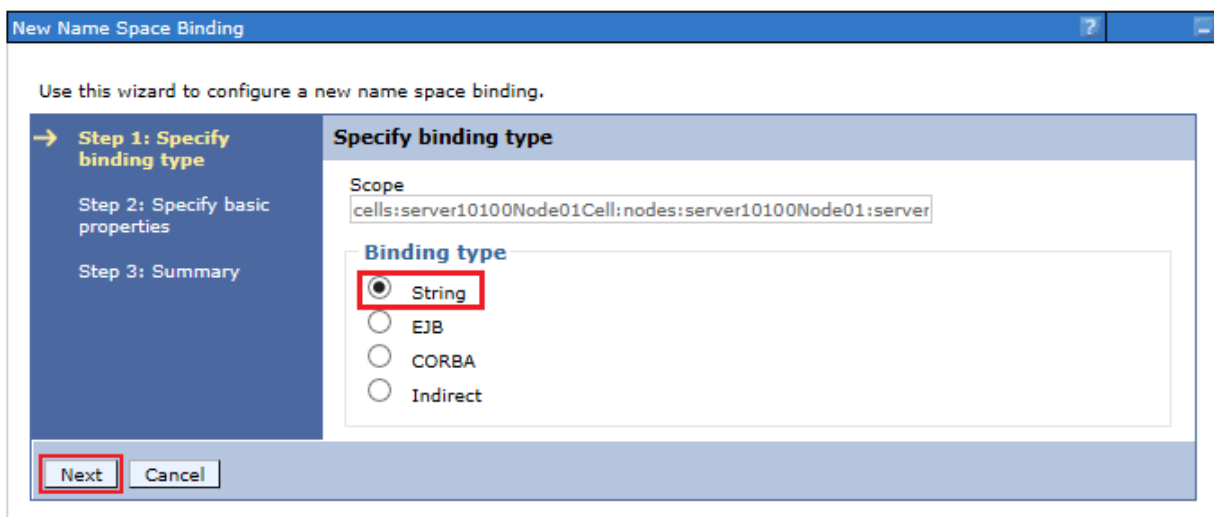 New Name Space Binding
?
Use this wizard to configure a new name space binding.
Step 1: Specify
binding type
Step 2: Specify basic
properties
Step 3: Summary
Specify binding type
Scope
cells:server10100Node01Cell:nodes:server10100Node01:server
Binding type
String
EJB
CORBA
Indirect
Next
Cancel